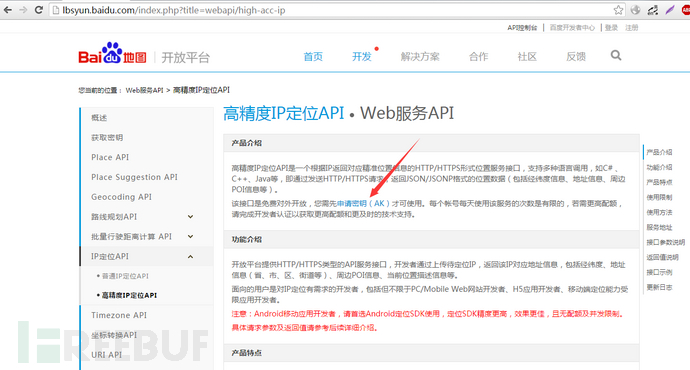 lbsyun.baidu.com/index.php?title=webapi/high-acc-ip
API控制台 | 百度开发者中心 | 登录 注册
Bai du 地图 | 开放平台
首页 开发 解决方案 合作 社区 反馈
您当前的位置： Web服务API > 高精度IP定位API
概述
获取密钥
Place API
Place Suggestion API
Geocoding API
路线规划API
批量行驶距离计算 API
IP定位API
普通IP定位API
高精度IP定位API
Timezone API
坐标转换API
URI API
高精度IP定位API • Web服务API
产品介绍
高精度IP定位API是一个根据IP返回对应精准位置信息的HTTP/HTTPS形式位置服务接口，支持多种语言调用，如C#、
C++、Java等，即通过发送HTTP/HTTPS请求，返回JSON/JSONP格式的位置数据（包括经纬度信息、地址信息、周边
POI信息等）。
该接口是免费对外开放，您需先申请密钥（AK）才可使用。每个帐号每天使用该服务的次数是有限的，若需更高配额，
请完成开发者认证以获取更高配额和更及时的技术支持。
功能介绍
开放平台提供HTTP/HTTPS类型的API服务接口，开发者通过上传待定位IP，返回该IP对应地址信息，包括经纬度、地址
信息（省、市、区、街道等）、周边POI信息、当前位置描述信息等。
面向的用户是对IP定位有需求的开发者，包括但不限于PC/Mobile Web网站开发者、H5应用开发者、移动端定位能力受
限应用开发者。
注意：Android移动应用开发者，请首选Android定位SDK使用，定位SDK精度更高，效果更佳，且无配额及并发限制。
具体请求参数及返回值请参考后续详细介绍。
产品特点
产品介绍
功能介绍
产品特点
使用限制
使用方法
服务地址
接口参数说明
返回值说明
接口示例
更新日志
FREEBUF